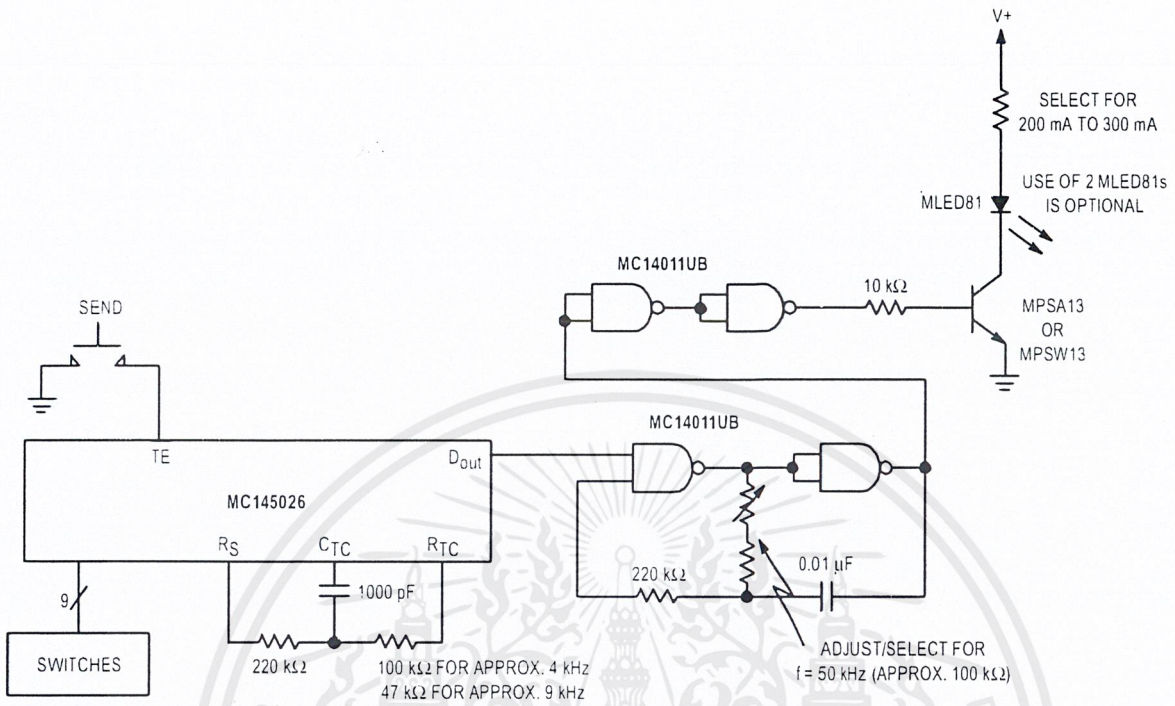 V+
SELECT FOR
200 mA TO 300 mA
MLED81
USE OF 2 MLED81s
IS OPTIONAL
MC14011UB
10 kΩ
MPSA13
OR
MPSW13
SEND
MC14011UB
TE
Dout
MC145026
RS
CTC
RTC
1000 pF
220 kΩ
0.01 µF
9
SWITCHES
220 kΩ
100 kΩ FOR APPROX. 4 kHz
47 kΩ FOR APPROX. 9 kHz
ADJUST/SELECT FOR
f = 50 kHz (APPROX. 100 kΩ)